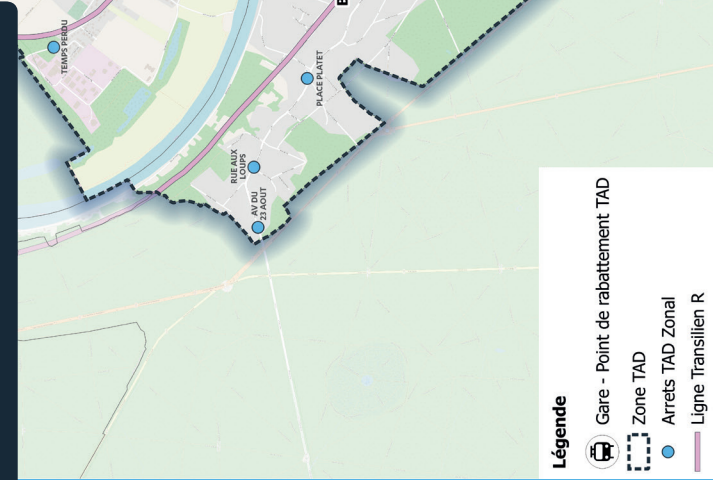 TEMPS PERDU
PLACE PLATET
RUE AUX
LOUPS
AV DU
23 AOUT
Légende
Gare - Point de rabattement TAD
Zone TAD
Arrets TAD Zonal
Ligne Transilien R